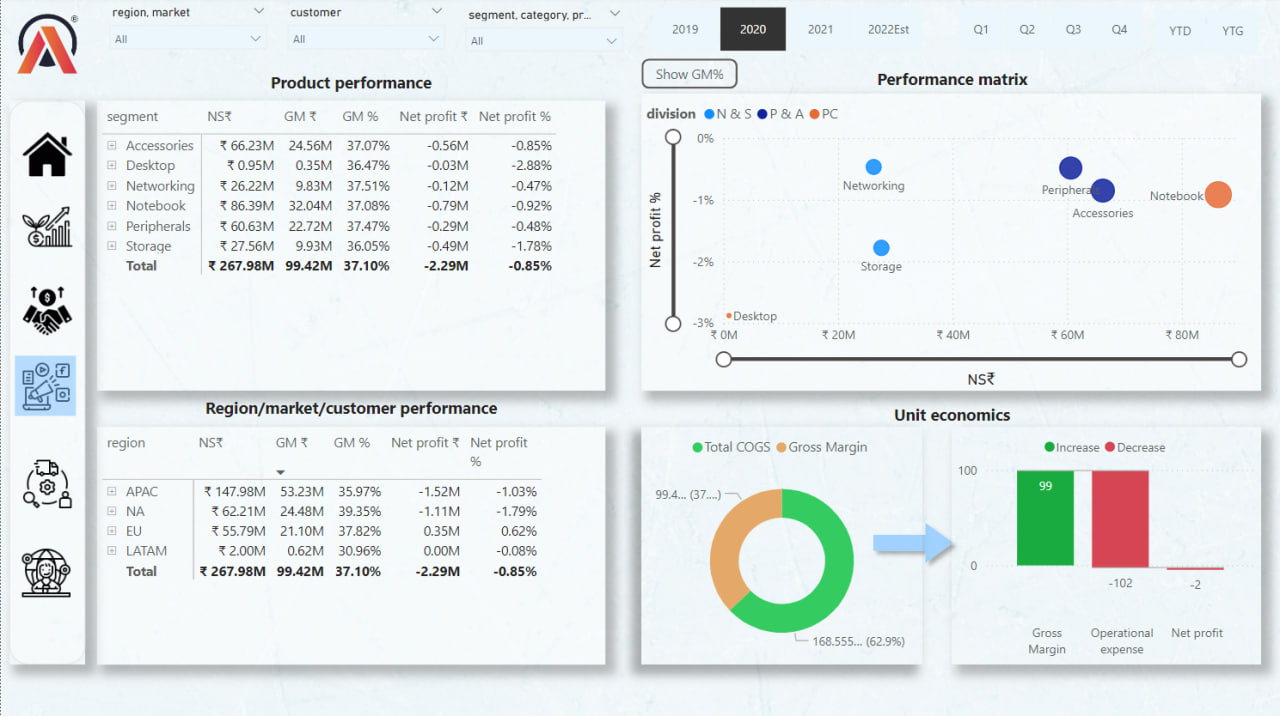 region, market customer segment, category, pr...
All All All
2019 2020 2021 2022Est Q1 Q2 Q3 Q4 YTD YTG
®
Product performance
segment NS₹ GM ₹ GM % Net profit ₹ Net profit %
Accessories ₹ 66.23M 24.56M 37.07% -0.56M -0.85%
Desktop ₹ 0.95M 0.35M 36.47% -0.03M -2.88%
Networking ₹ 26.22M 9.83M 37.51% -0.12M -0.47%
Notebook ₹ 86.39M 32.04M 37.08% -0.79M -0.92%
Peripherals ₹ 60.63M 22.72M 37.47% -0.29M -0.48%
Storage ₹ 27.56M 9.93M 36.05% -0.49M -1.78%
Total ₹ 267.98M 99.42M 37.10% -2.29M -0.85%
Show GM%
Performance matrix
division N & S P & A PC
Net profit %
0%
-1%
-2%
-3%
Networking
Peripherals
Accessories
Notebook
Storage
Desktop
₹ 0M ₹ 20M ₹ 40M ₹ 60M ₹ 80M
NS₹
Region/market/customer performance
region NS₹ GM ₹ GM % Net profit ₹ Net profit
%
APAC ₹ 147.98M 53.23M 35.97% -1.52M -1.03%
NA ₹ 62.21M 24.48M 39.35% -1.11M -1.79%
EU ₹ 55.79M 21.10M 37.82% 0.35M 0.62%
LATAM ₹ 2.00M 0.62M 30.96% 0.00M -0.08%
Total ₹ 267.98M 99.42M 37.10% -2.29M -0.85%
Unit economics
Total COGS Gross Margin
99.4... (37....)
168.555... (62.9%)
Increase Decrease
100
0
99
-102
-2
Gross
Margin
Operational
expense
Net profit